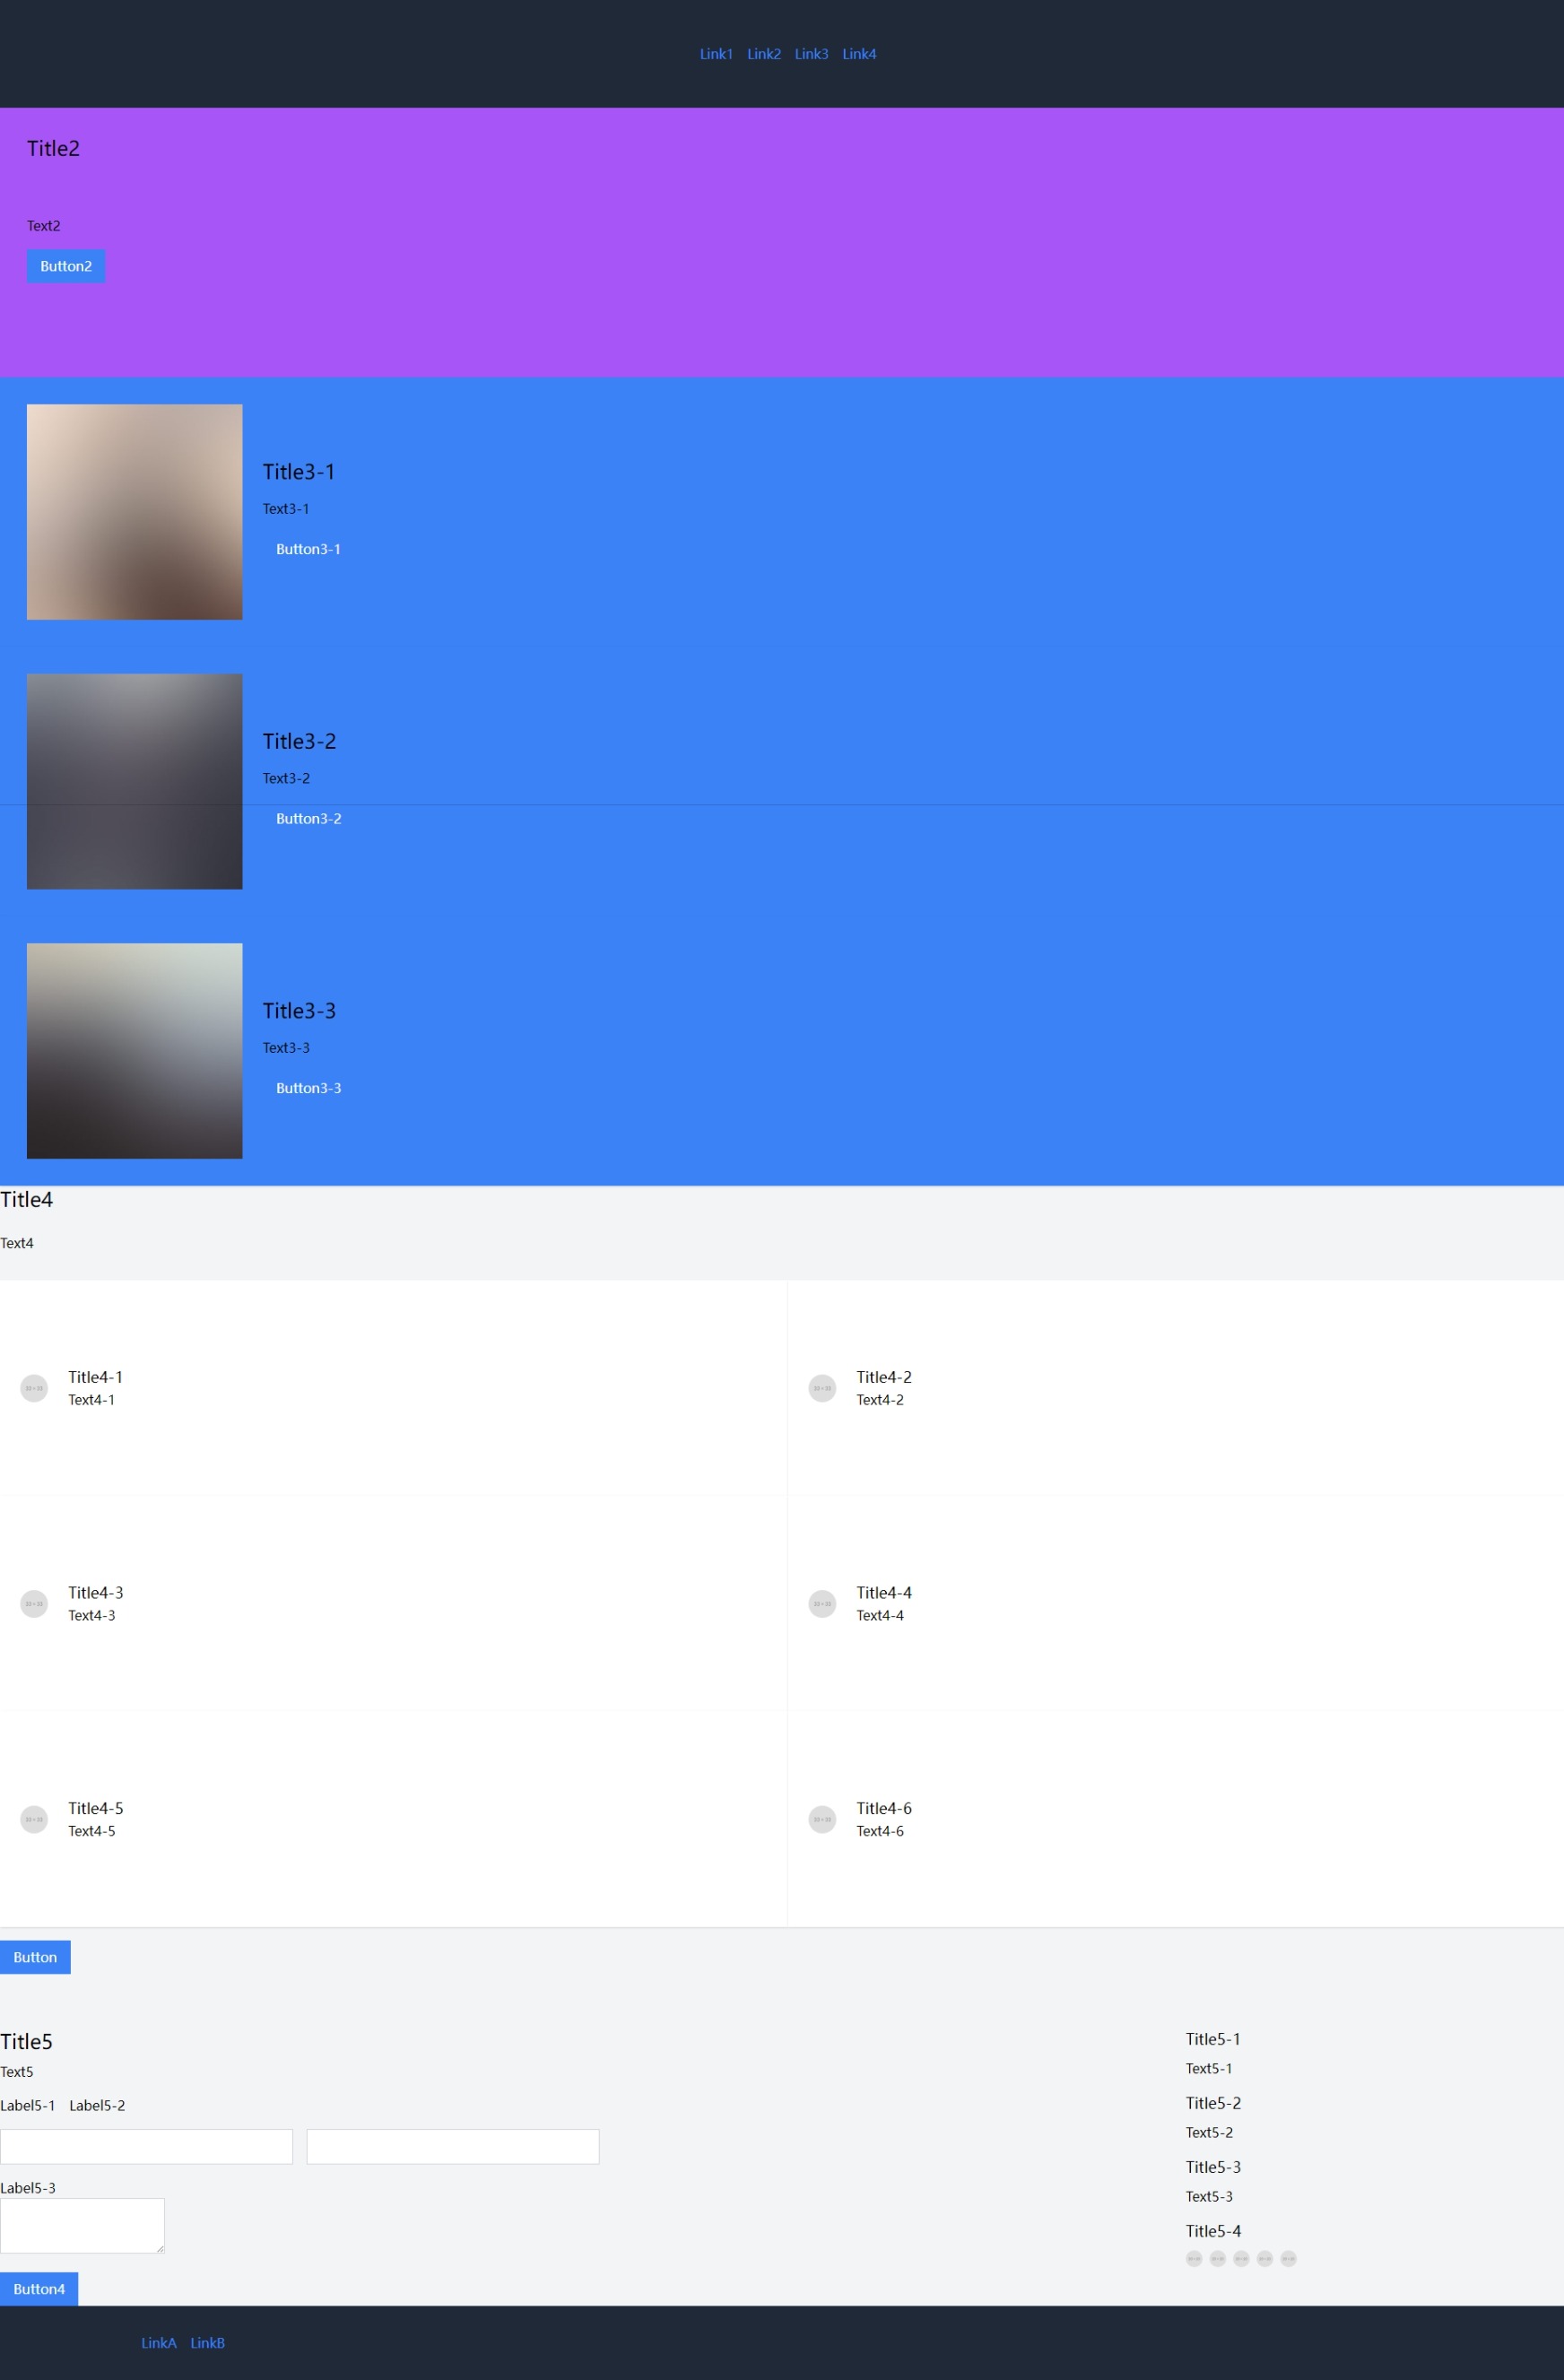 Link1 Link2 Link3 Link4
Title2
Text2
Button2
Title3-1
Text3-1
Button3-1
Title3-2
Text3-2
Button3-2
Title3-3
Text3-3
Button3-3
Title4
Text4
Title4-1
Text4-1
Title4-2
Text4-2
Title4-3
Text4-3
Title4-4
Text4-4
Title4-5
Text4-5
Title4-6
Text4-6
Button
Title5
Text5
Label5-1 Label5-2
Label5-3
Button4
Title5-1
Text5-1
Title5-2
Text5-2
Title5-3
Text5-3
Title5-4
LinkA LinkB